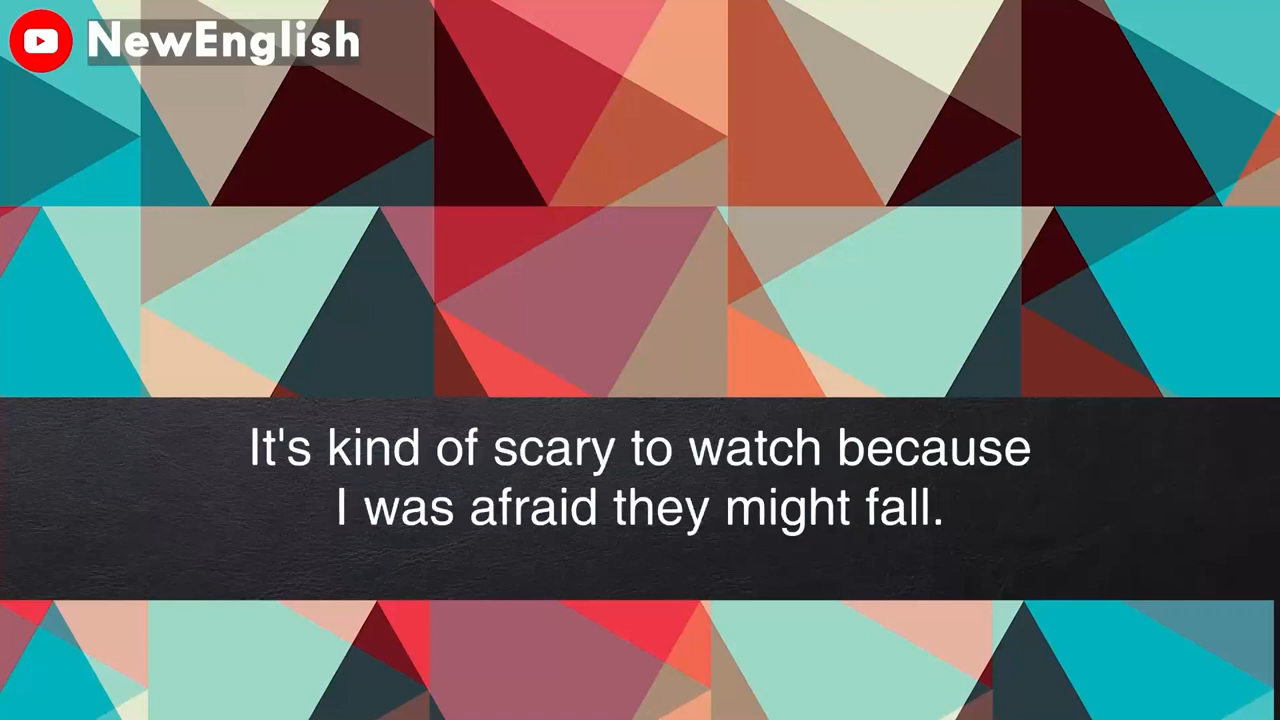 NewEnglish
It's kind of scary to watch because
I was afraid they might fall.